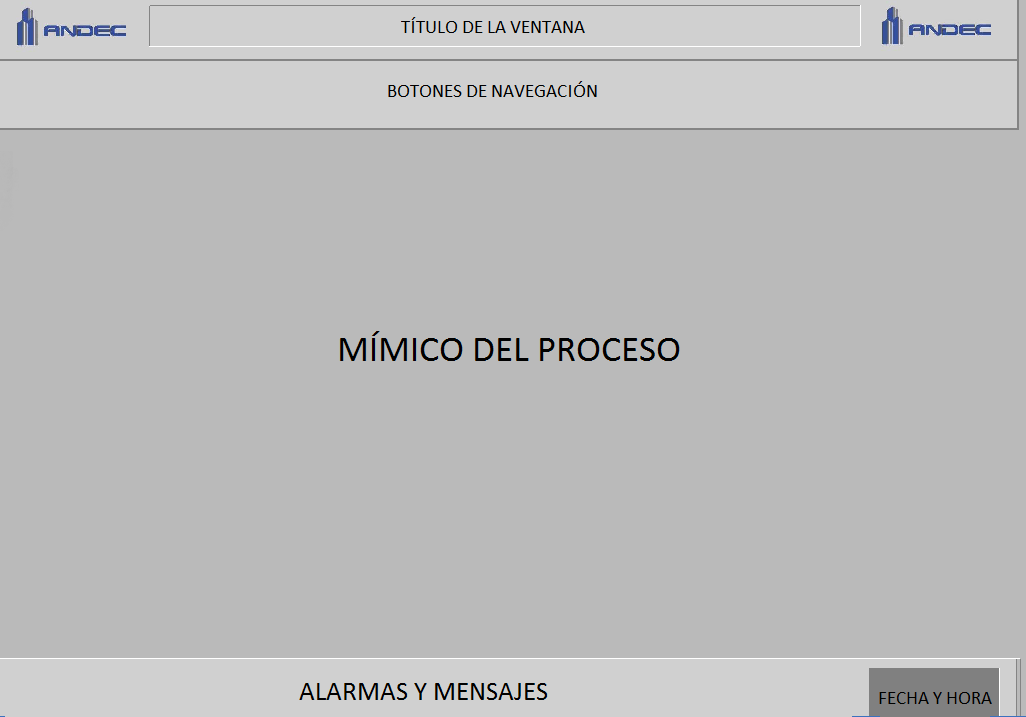 ANDEC
TÍTULO DE LA VENTANA
ANDEC
BOTONES DE NAVEGACIÓN
MÍMICO DEL PROCESO
ALARMAS Y MENSAJES
FECHA Y HORA